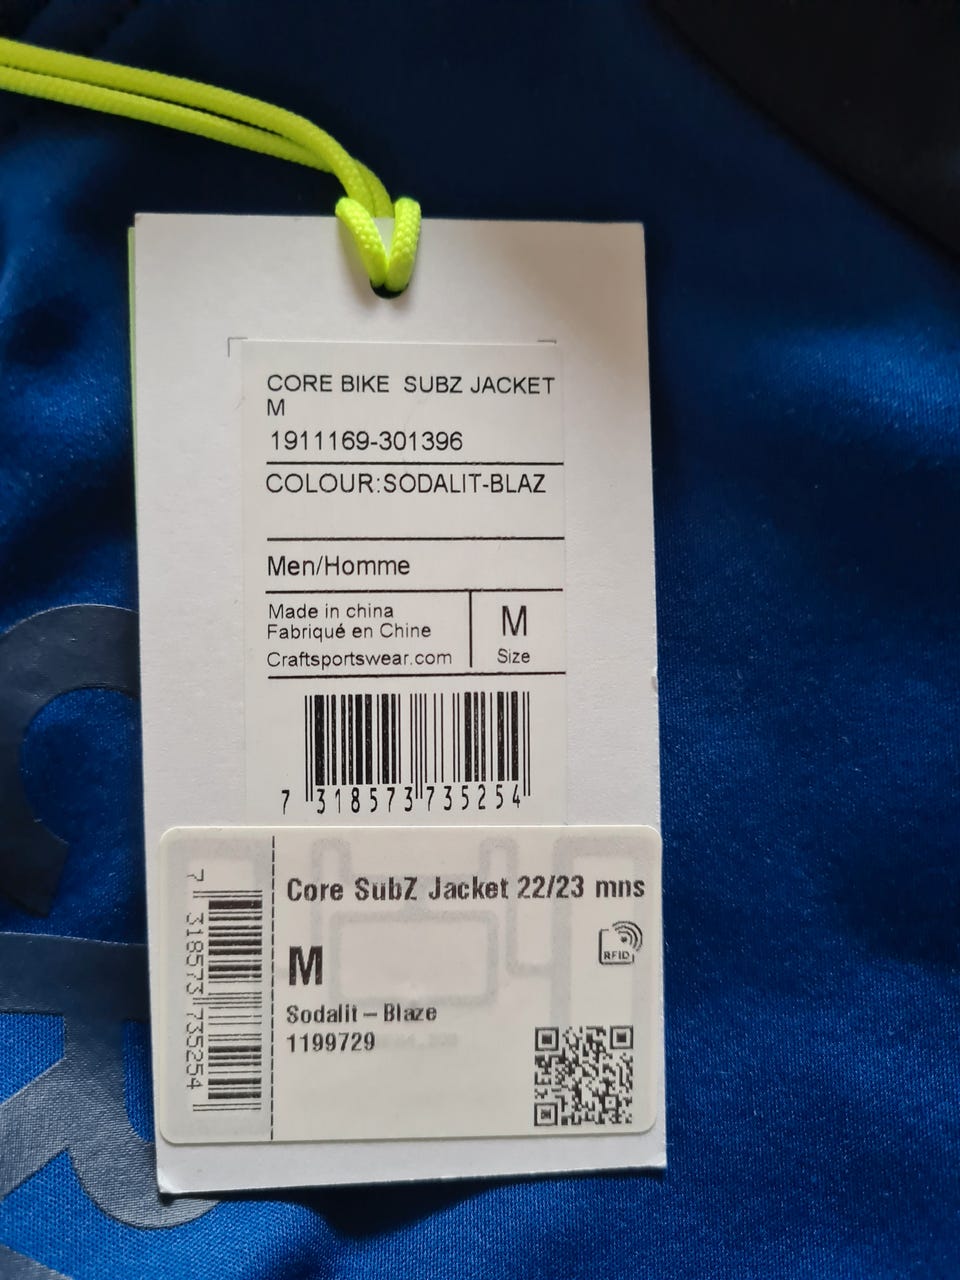 CORE BIKE SUBZ JACKET
M
1911169-301396
COLOUR:SODALIT-BLAZ
Men/Homme
Made in china
Fabriqué en Chine
Craftsportswear.com
M
Size
7 318573 735254
Core SubZ Jacket 22/23 mns
RFID
M
Sodalit – Blaze
1199729
7 318573 735254